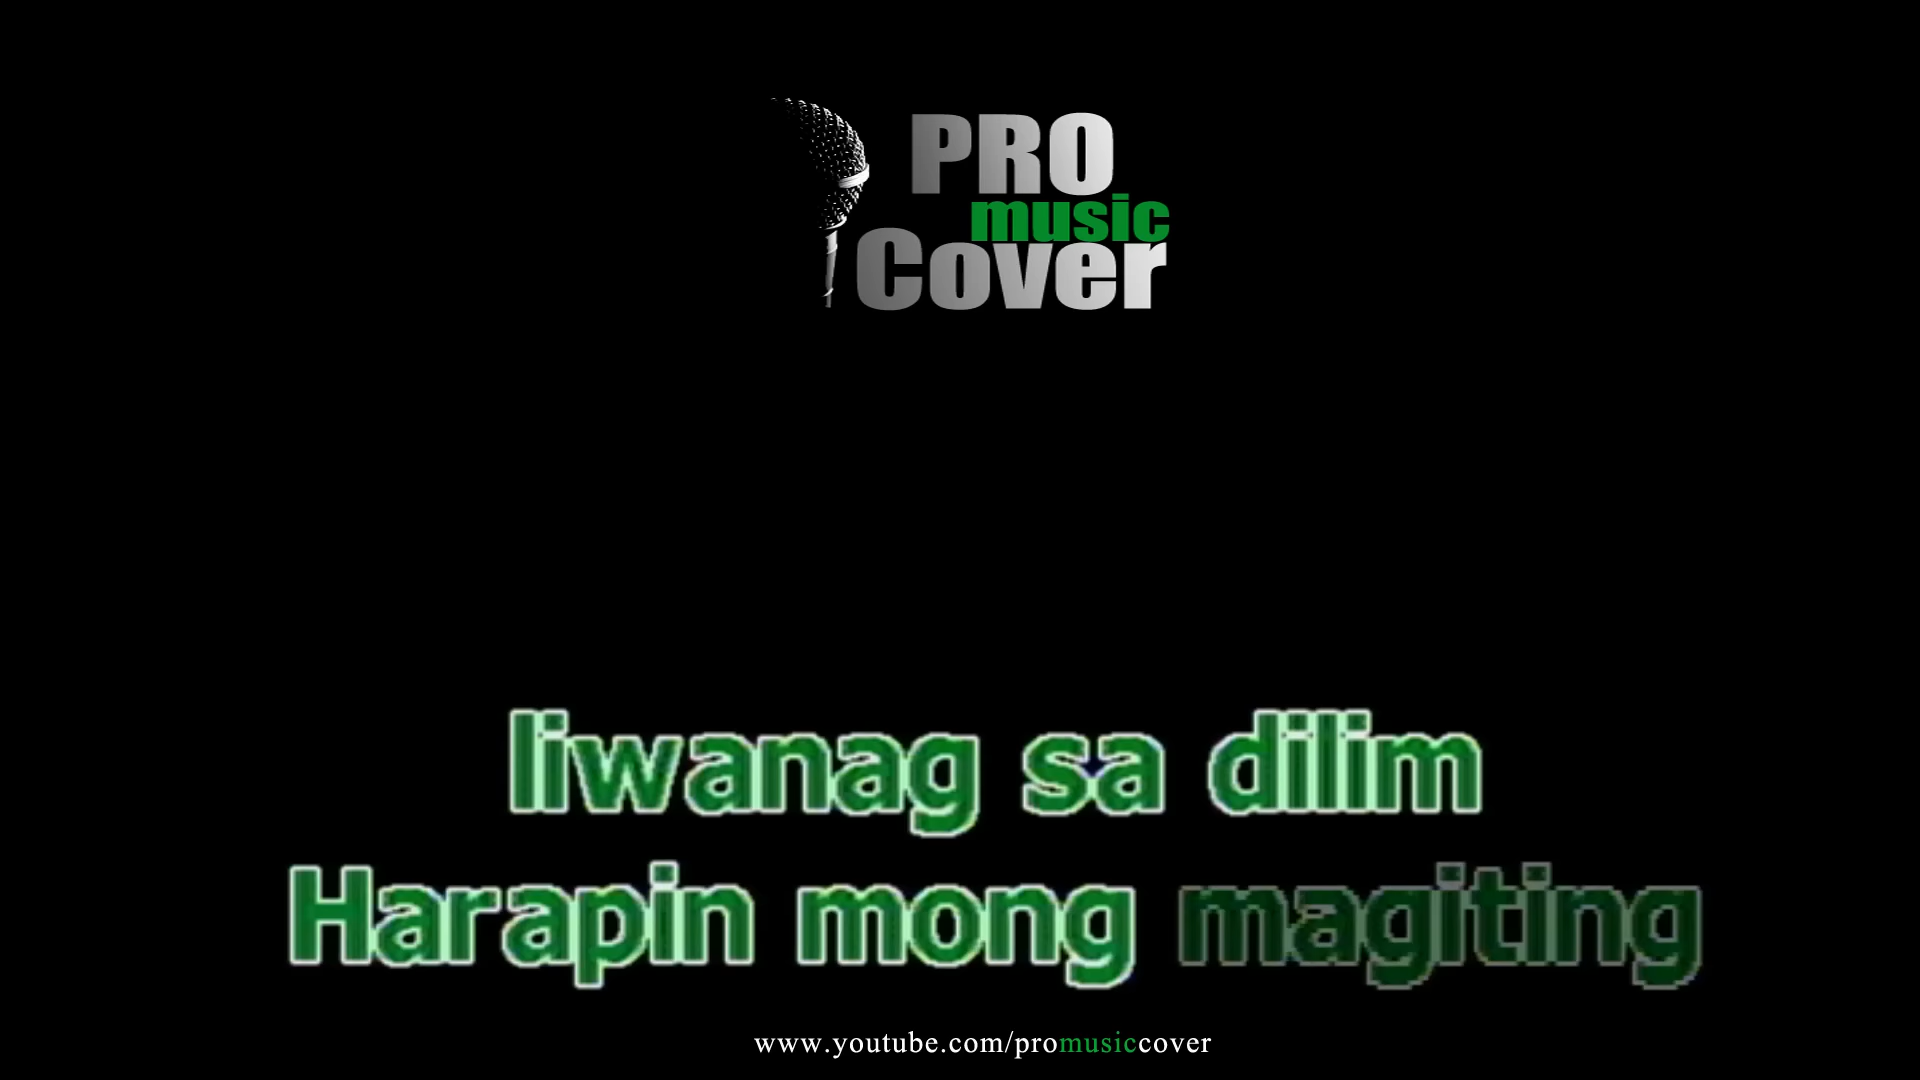 PRO
music
Cover
liwanag sa dilim
Harapin mong magiting
www.youtube.com/promusiccover